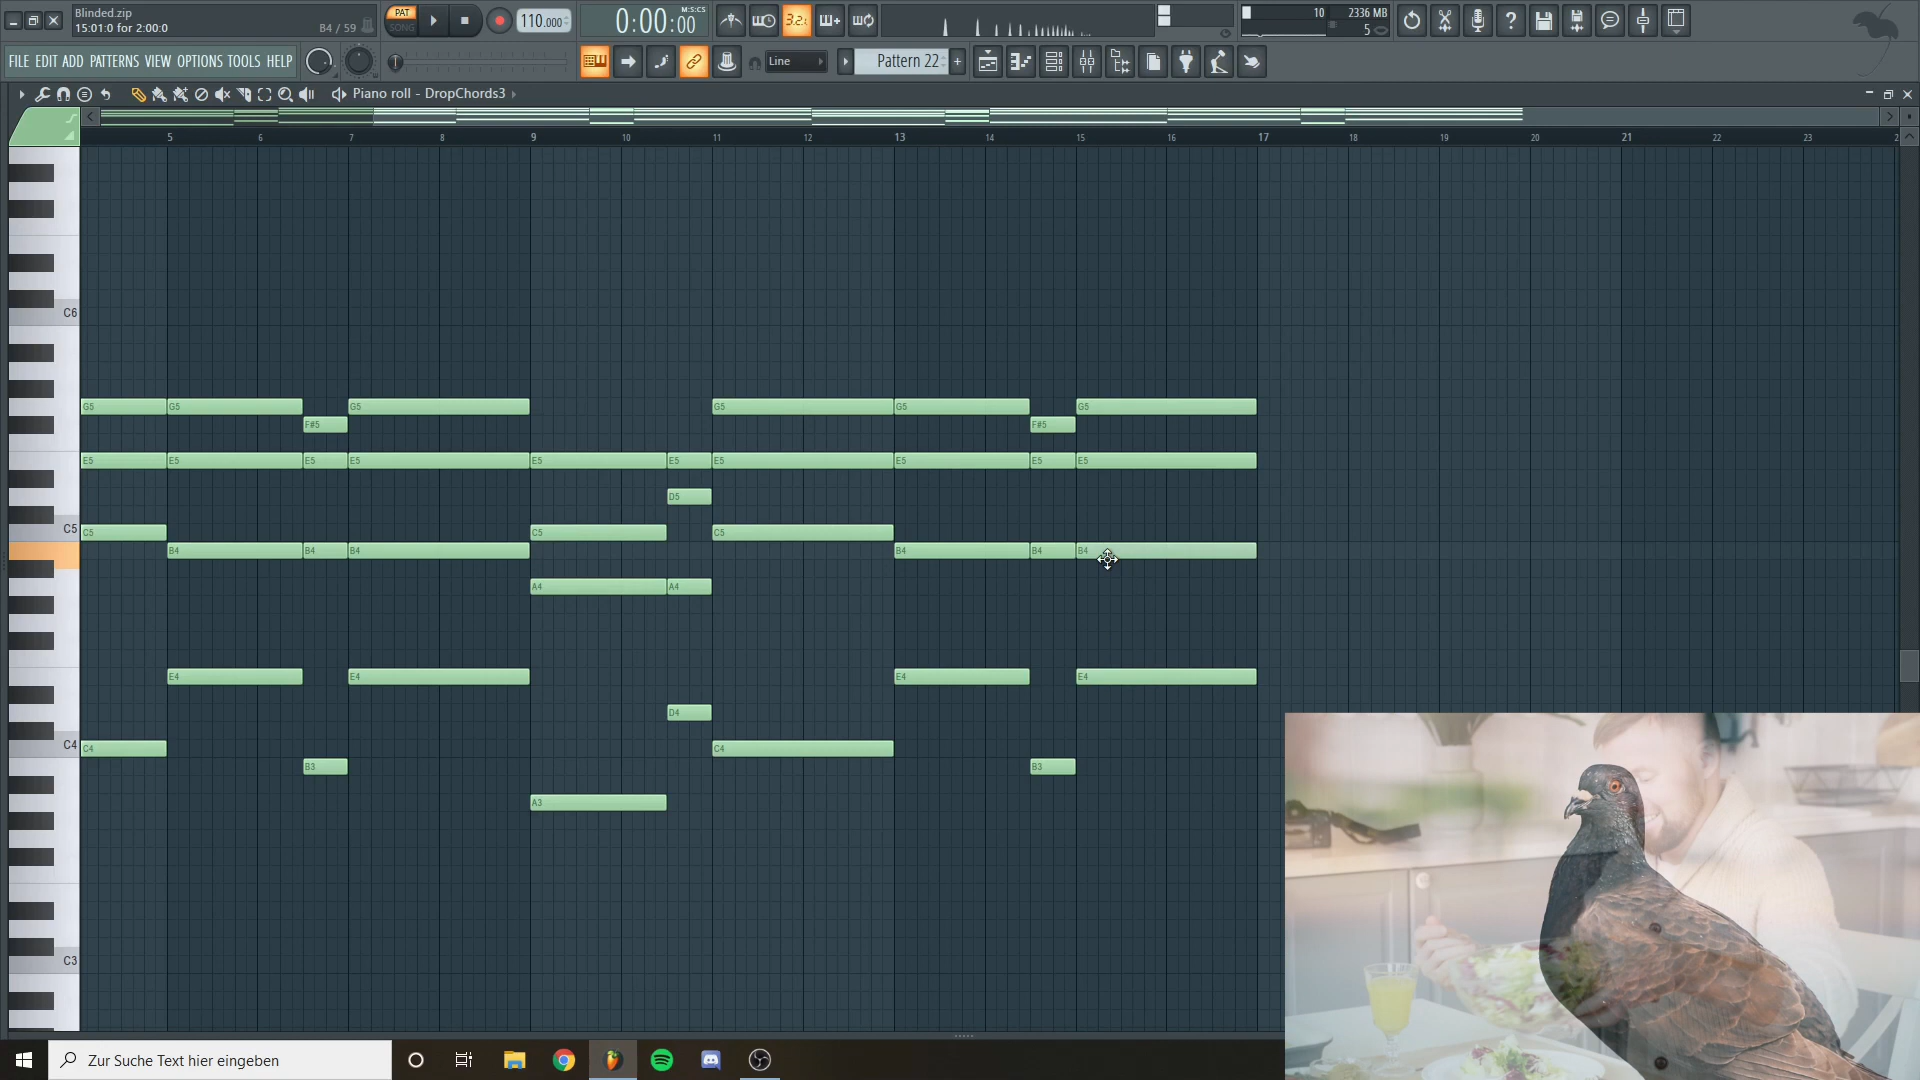 Blinded.zip
15:01:0 for 2:00:0
B4 / 59
PAT
SONG
110.000
0:00:00
M:S:CS
3.2.
10
2336 MB
5
FILE EDIT ADD PATTERNS VIEW OPTIONS TOOLS HELP
Line
Pattern 22
Piano roll - DropChords3
5 6 7 8 9 10 11 12 13 14 15 16 17 18 19 20 21 22 23
C6
G5 G5 G5 G5 G5 G5
F#5 F#5
E5 E5 E5 E5 E5 E5 E5 E5 E5 E5
D5
C5
C5 C5 C5
B4 B4 B4 B4 B4 B4
A4 A4
E4 E4 E4 E4
D4
C4
C4 C4
B3 B3
A3
C3
Zur Suche Text hier eingeben